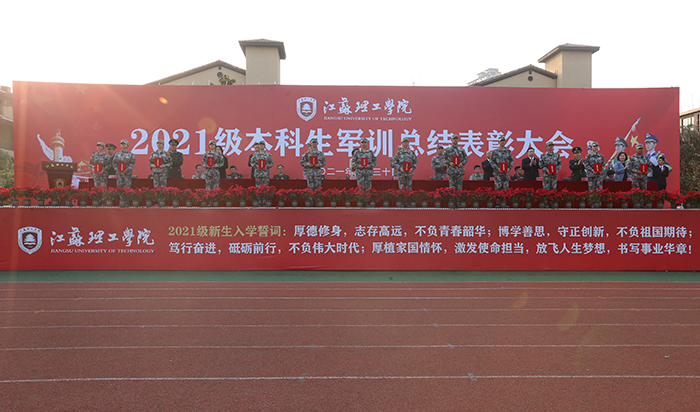 江苏理工学院
JIANGSU UNIVERSITY OF TECHNOLOGY
2021级本科生军训总结表彰大会
江苏理工学院
JIANGSU UNIVERSITY OF TECHNOLOGY
2021级新生入学誓词：厚德修身，志存高远，不负青春韶华；博学善思，守正创新，不负祖国期待；
笃行奋进，砥砺前行，不负伟大时代；厚植家国情怀，激发使命担当，放飞人生梦想，书写事业华章！